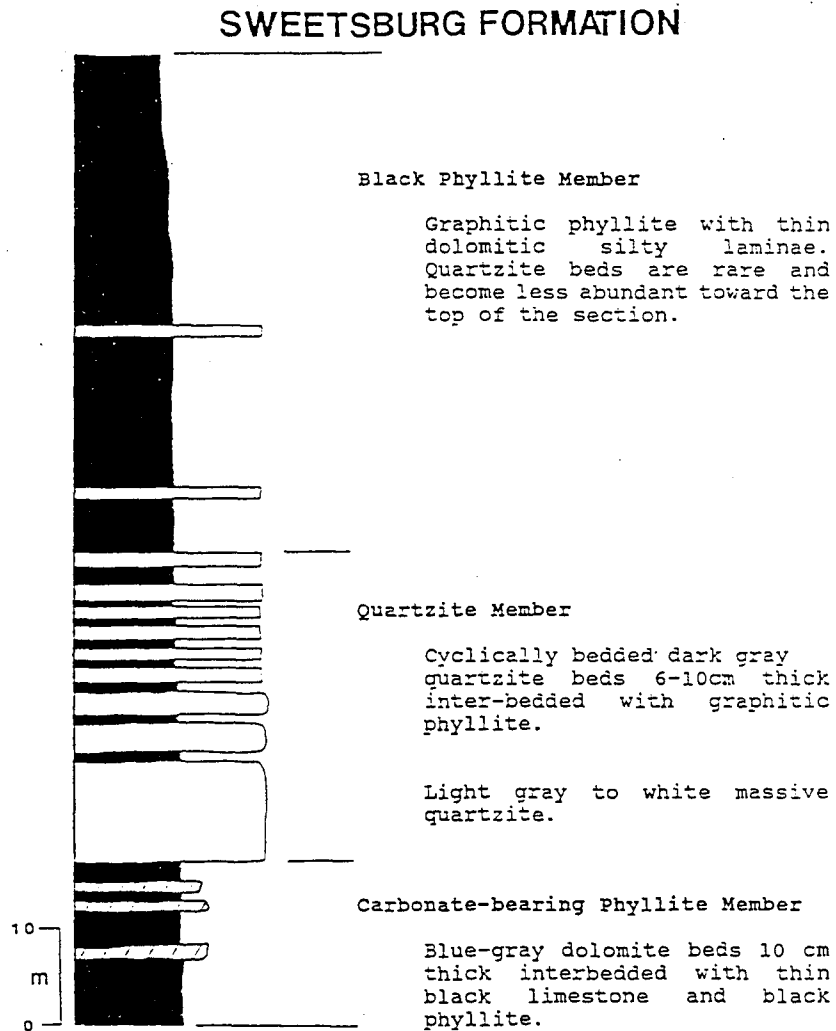 SWEETSBURG FORMATION
Black Phyllite Member
Graphitic phyllite with thin
dolomitic silty laminae.
Quartzite beds are rare and
become less abundant toward the
top of the section.
Quartzite Member
Cyclically bedded dark gray
quartzite beds 6-10cm thick
inter-bedded with graphitic
phyllite.
Light gray to white massive
quartzite.
Carbonate-bearing Phyllite Member
Blue-gray dolomite beds 10 cm
thick interbedded with thin
black limestone and black
phyllite.
10
m
0